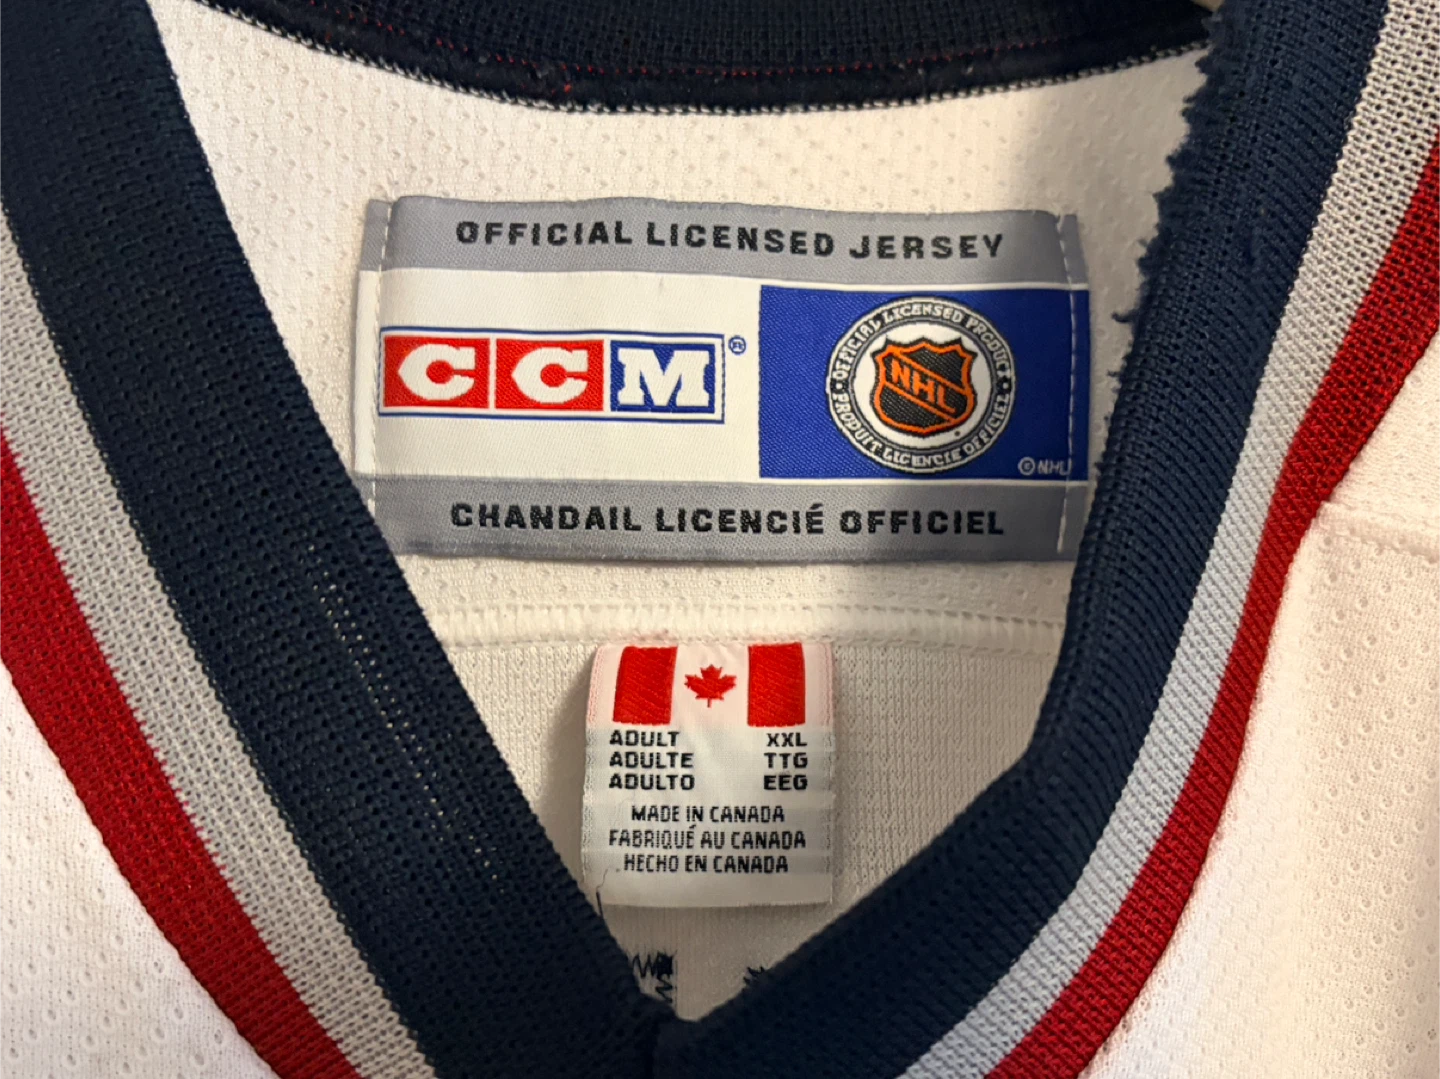 OFFICIAL LICENSED JERSEY
CCM®
OFFICIAL LICENSED PRODUCT
NHL
PRODUIT LICENCIE OFFICIEL
©NHL
CHANDAIL LICENCIÉ OFFICIEL
ADULT XXL
ADULTE TTG
ADULTO EEG
MADE IN CANADA
FABRIQUÉ AU CANADA
HECHO EN CANADA